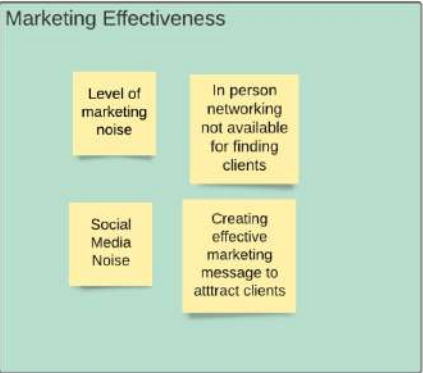 Marketing Effectiveness
Level of
marketing
noise
In person
networking
not available
for finding
clients
Social
Media
Noise
Creating
effective
marketing
message to
atttract clients